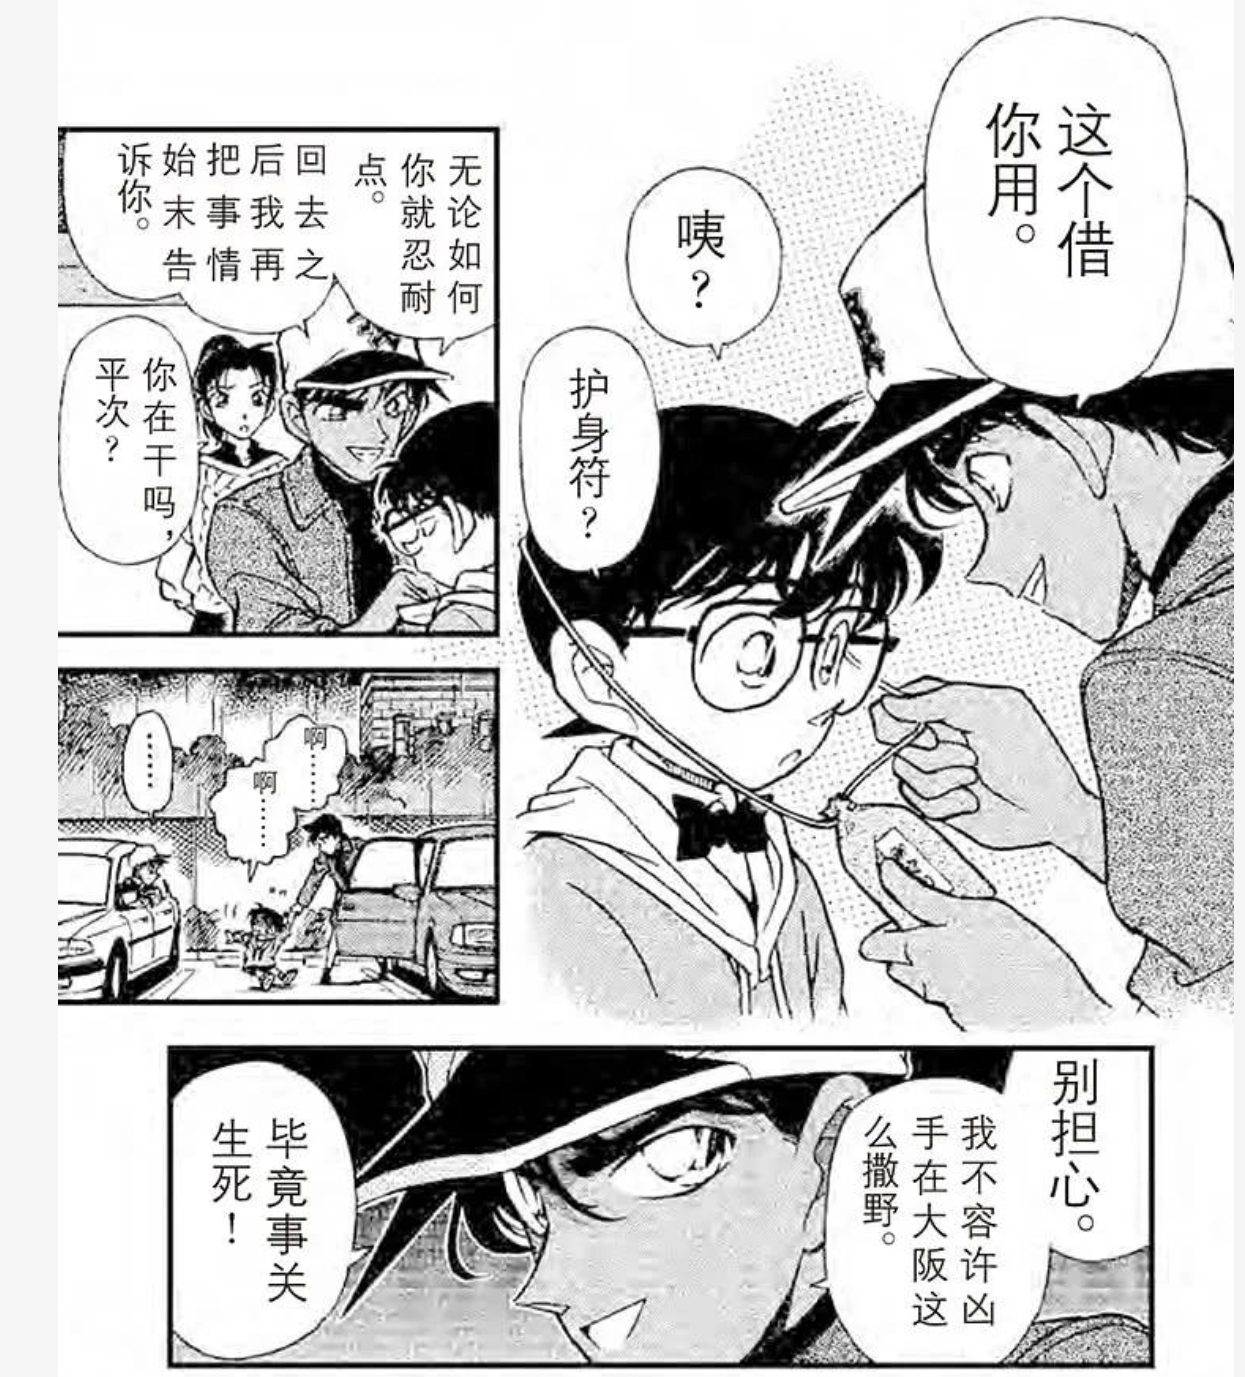 这个借
你用。
咦？
护身符？
无论如何
你就忍耐
点。
回去之
后我再
把事情
始末告
诉你。
你在干吗，
平次？
啊……
啊……
……
别担心。
我不容许凶
手在大阪这
么撒野。
毕竟事关
生死！